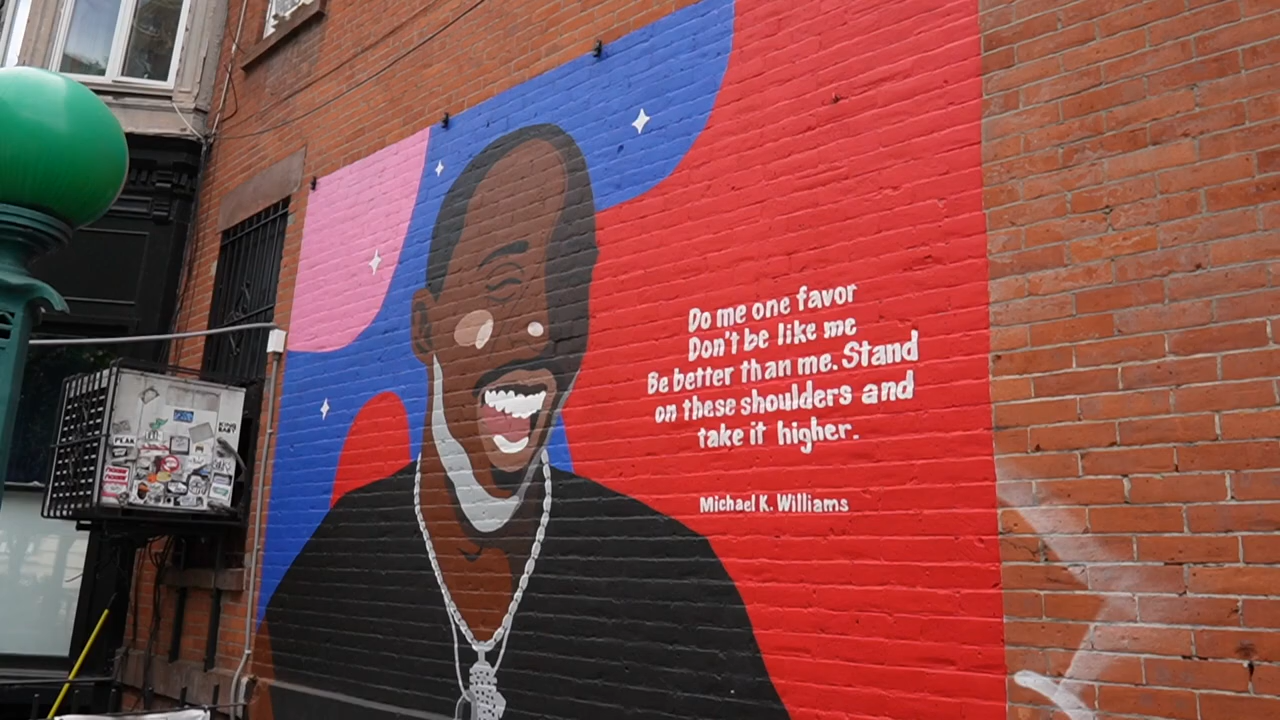 Do me one favor
Don't be like me
Be better than me. Stand
on these shoulders and
take it higher.
Michael K. Williams
PEAK